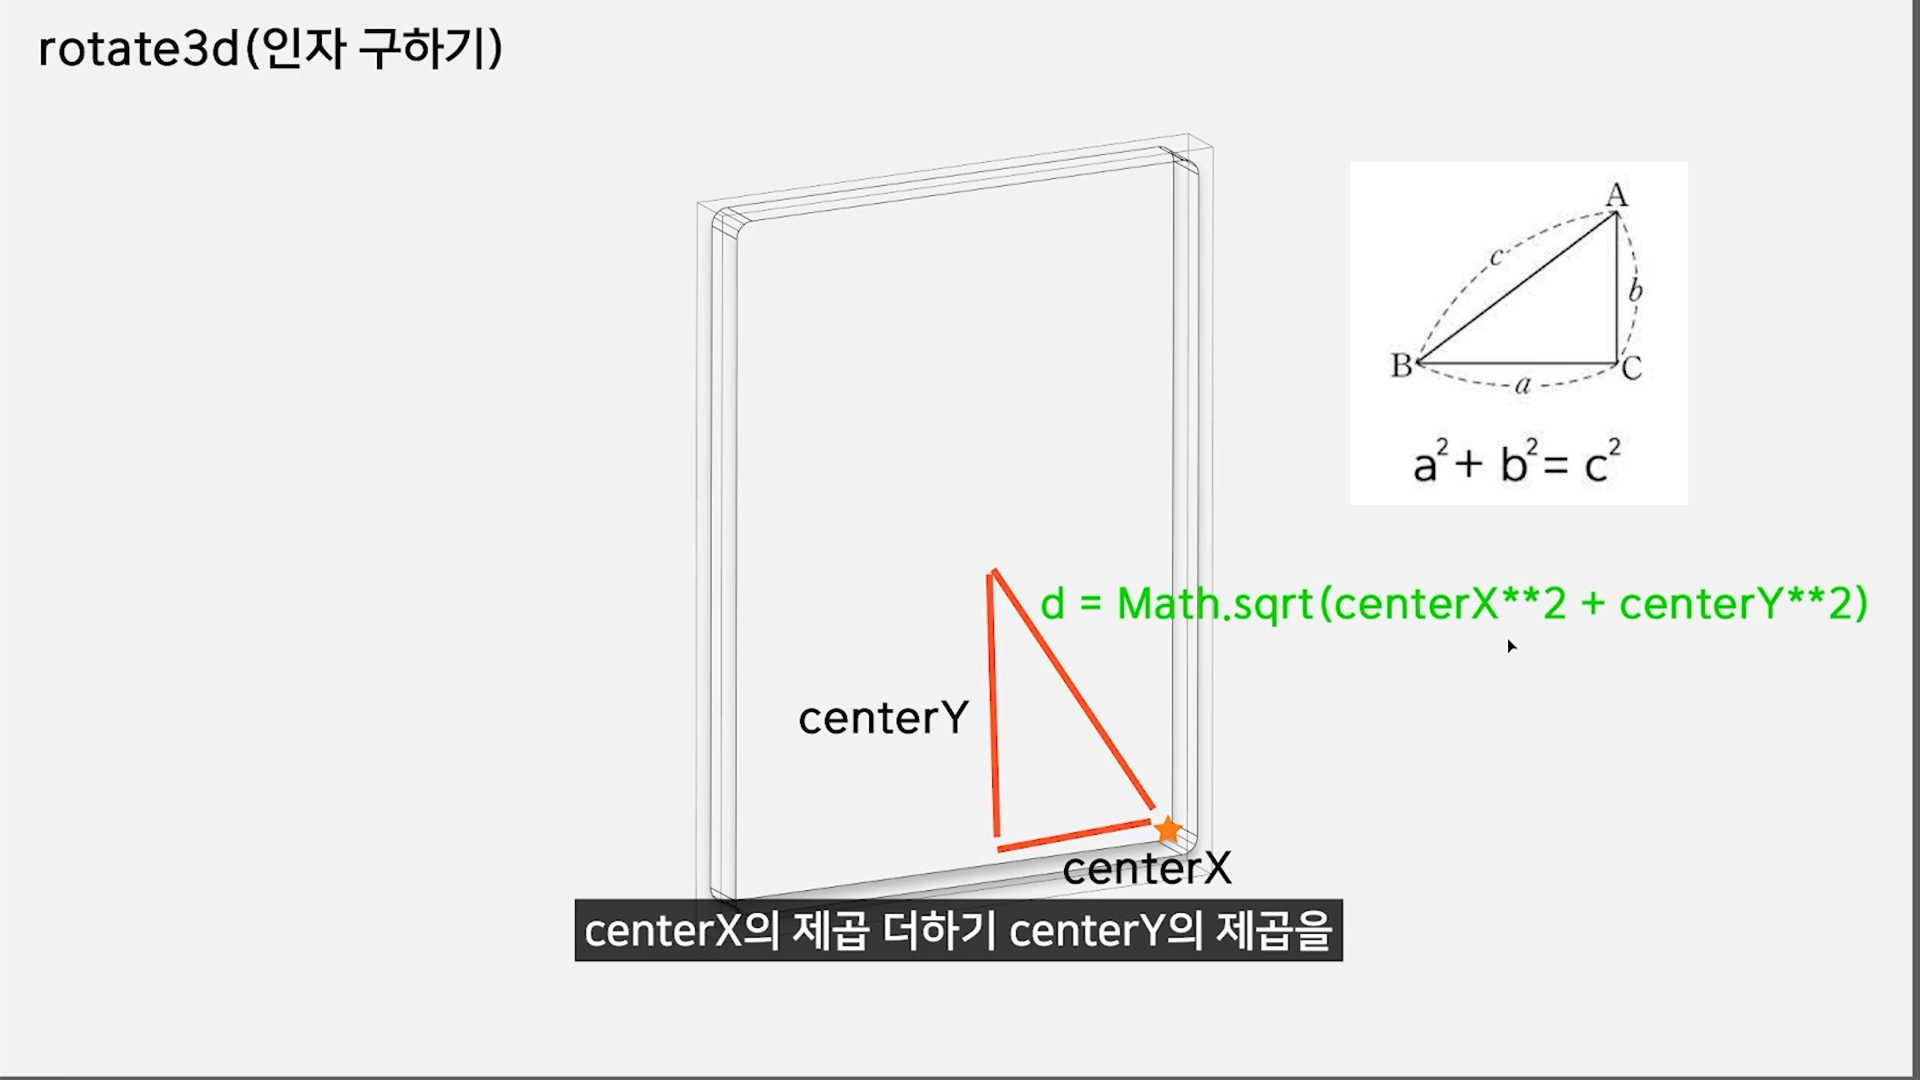 rotate3d(인자 구하기)
A
c
b
B
C
a
a²+ b²= c²
d = Math.sqrt(centerX**2 + centerY**2)
centerY
centerX
centerX의 제곱 더하기 centerY의 제곱을